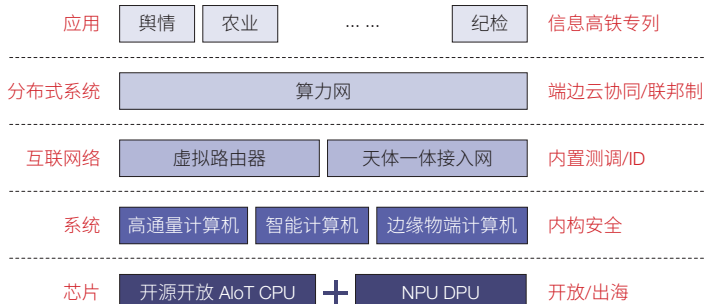 应用 舆情 农业 ... ... 纪检 信息高铁专列
分布式系统 算力网 端边云协同/联邦制
互联网络 虚拟路由器 天体一体接入网 内置测调/ID
系统 高通量计算机 智能计算机 边缘物端计算机 内构安全
芯片 开源开放 AIoT CPU + NPU DPU 开放/出海